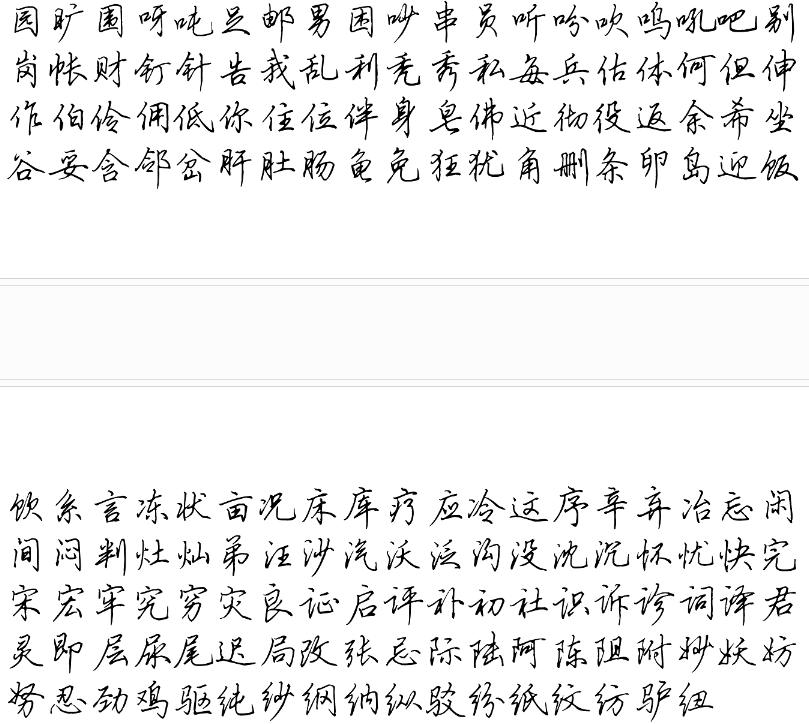 园旷围呀吨足邮男困吵串员听吩吹呜吼吧别
岗帐财钉针告我乱利秃秀私每兵估体何但伸
作伯伶佣低你住位伴身皂佛近彻役返余希坐
谷妥含邻岔肝肚肠龟免狂犹角删条卵岛迎饭
饮系言冻状亩况床库疗应冷这序辛弃冶忘闲
间闷判灶灿弟汪沙汽沃泛沟没沈沉怀忧快完
宋宏牢究穷灾良证启评补初社识诉诊词译君
灵即层尿尾迟局改张忌际陆阿陈阻附妙妖妨
努忍劲鸡驱纯纱纲纳纵驳纷纸纹纺驴纽